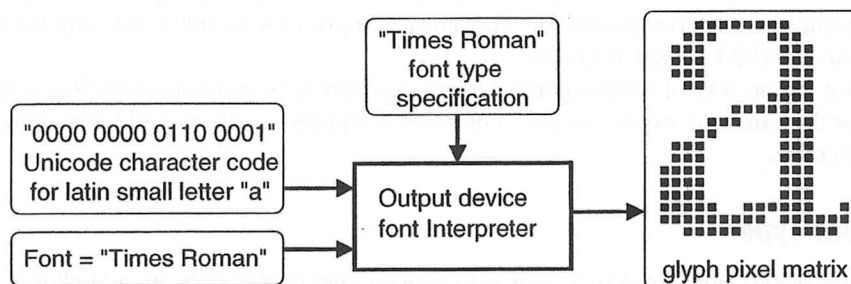 "Times Roman"
font type
specification
"0000 0000 0110 0001"
Unicode character code
for latin small letter "a"
Font = "Times Roman"
Output device
font Interpreter
glyph pixel matrix